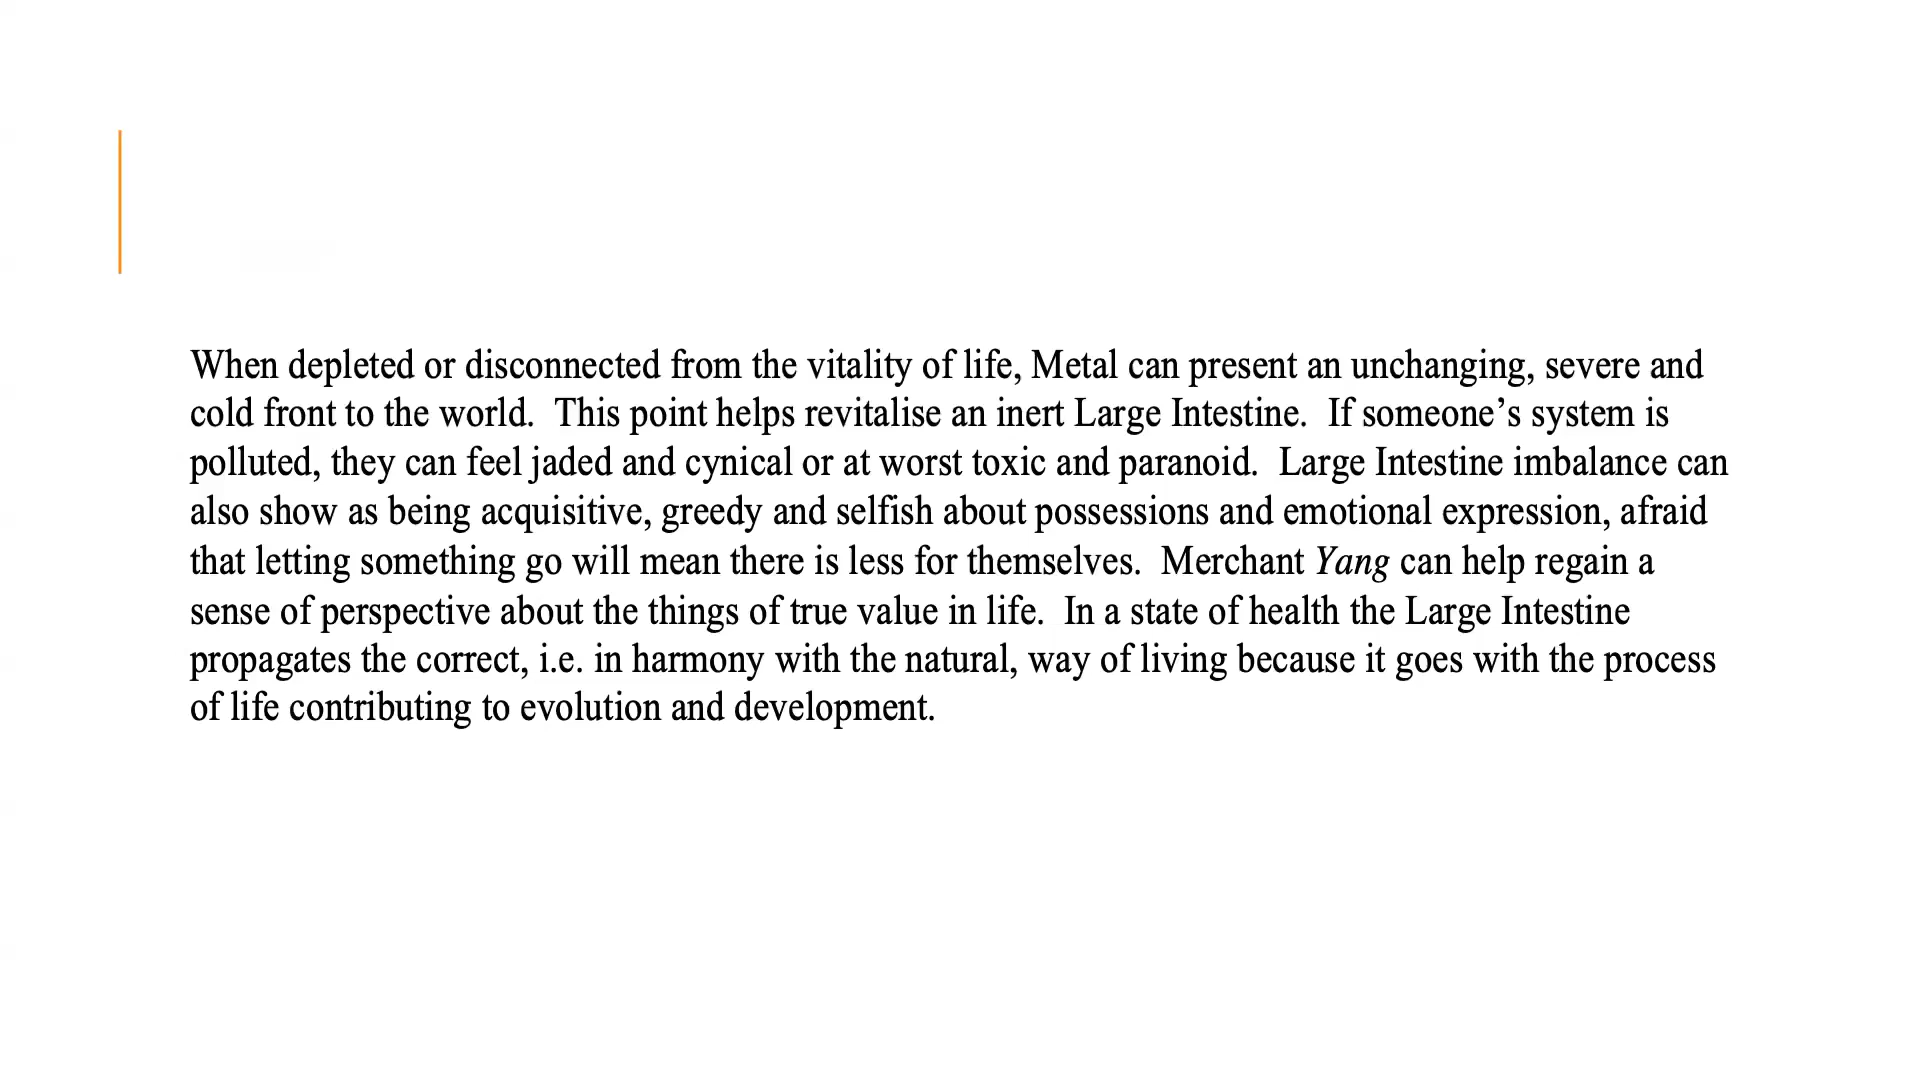 When depleted or disconnected from the vitality of life, Metal can present an unchanging, severe and
cold front to the world.  This point helps revitalise an inert Large Intestine.  If someone’s system is
polluted, they can feel jaded and cynical or at worst toxic and paranoid.  Large Intestine imbalance can
also show as being acquisitive, greedy and selfish about possessions and emotional expression, afraid
that letting something go will mean there is less for themselves.  Merchant Yang can help regain a
sense of perspective about the things of true value in life.  In a state of health the Large Intestine
propagates the correct, i.e. in harmony with the natural, way of living because it goes with the process
of life contributing to evolution and development.